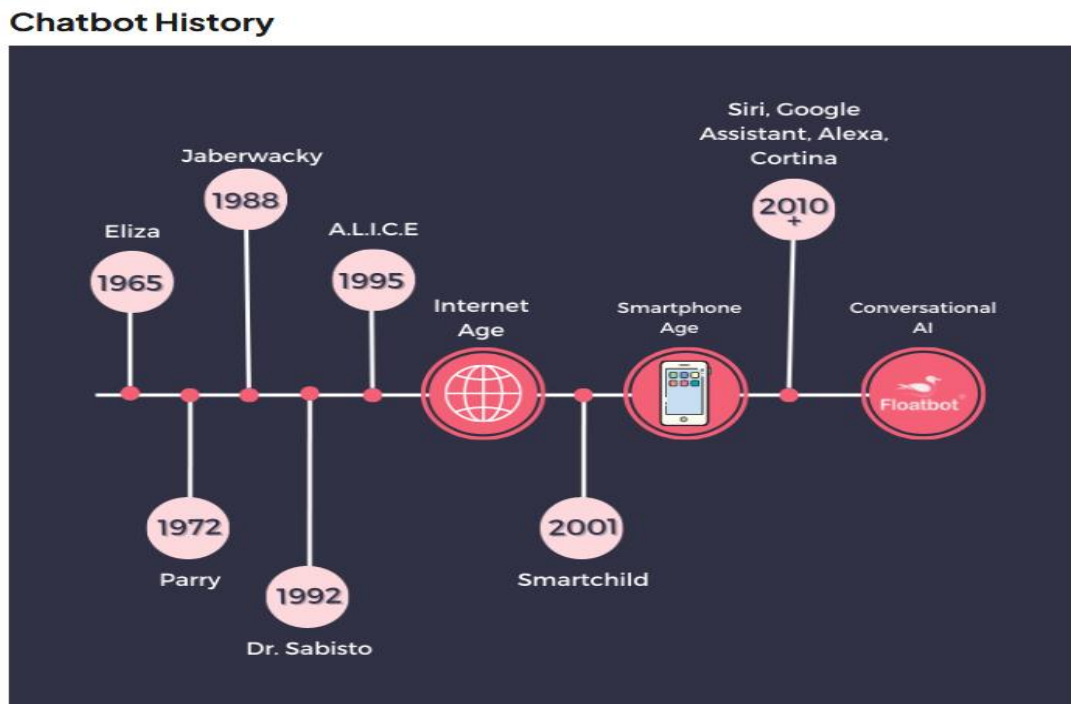 Chatbot History
Siri, Google
Assistant, Alexa,
Cortina
2010
+
Jaberwacky
1988
Eliza
1965
A.L.I.C.E
1995
Internet
Age
Smartphone
Age
Conversational
AI
Floatbot
1972
Parry
1992
Dr. Sabisto
2001
Smartchild